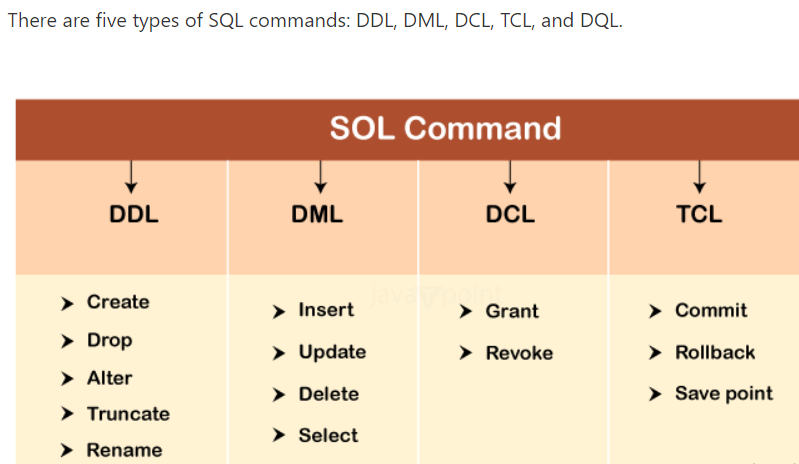 There are five types of SQL commands: DDL, DML, DCL, TCL, and DQL.
SOL Command
DDL
DML
DCL
TCL
Create
Drop
Alter
Truncate
Rename
Insert
Update
Delete
Select
Grant
Revoke
Commit
Rollback
Save point